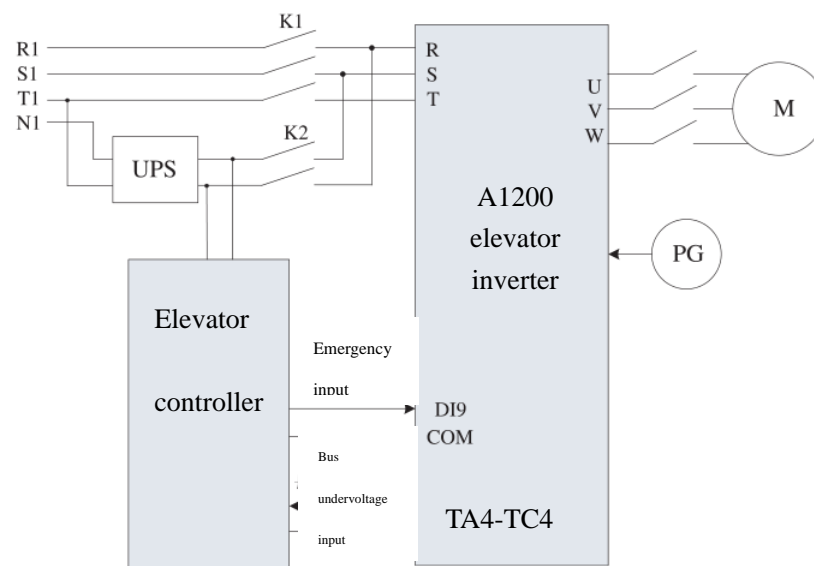 K1
R1
S1
T1
N1
R
S
T
U
V
W
M
K2
UPS
A1200
elevator
inverter
PG
Elevator
controller
Emergency
input
DI9
COM
Bus
undervoltage
input
TA4-TC4